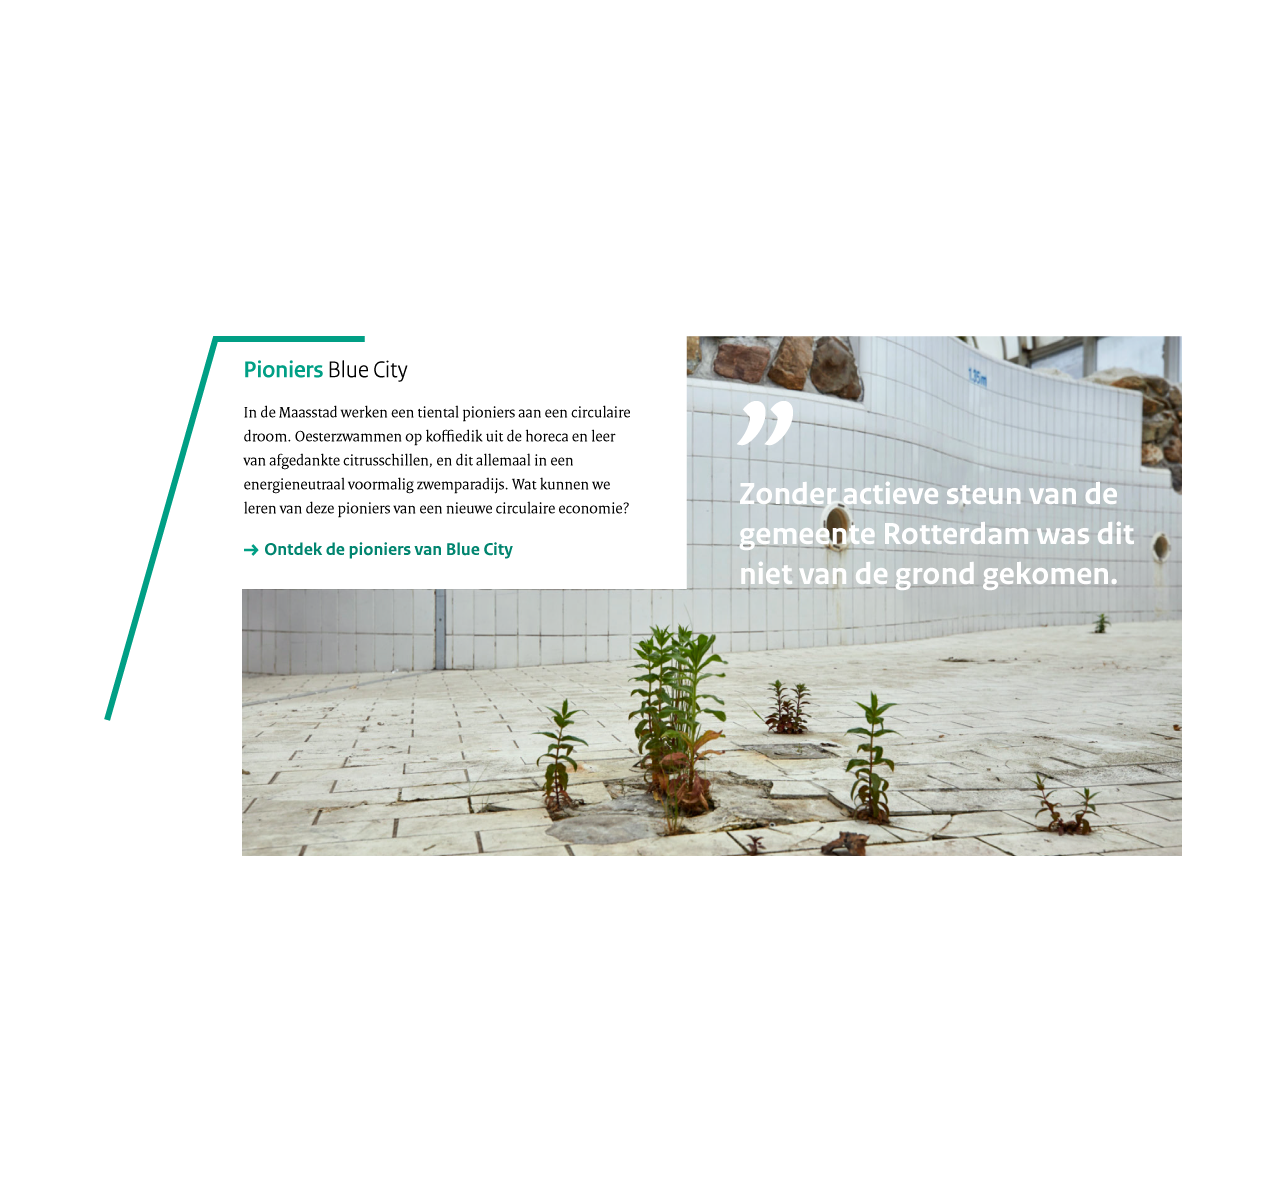 Pioniers Blue City
In de Maasstad werken een tiental pioniers aan een circulaire
droom. Oesterzwammen op koffiedik uit de horeca en leer
van afgedankte citrusschillen, en dit allemaal in een
energieneutraal voormalig zwemparadijs. Wat kunnen we
leren van deze pioniers van een nieuwe circulaire economie?
→ Ontdek de pioniers van Blue City
1.35m
”
Zonder actieve steun van de
gemeente Rotterdam was dit
niet van de grond gekomen.